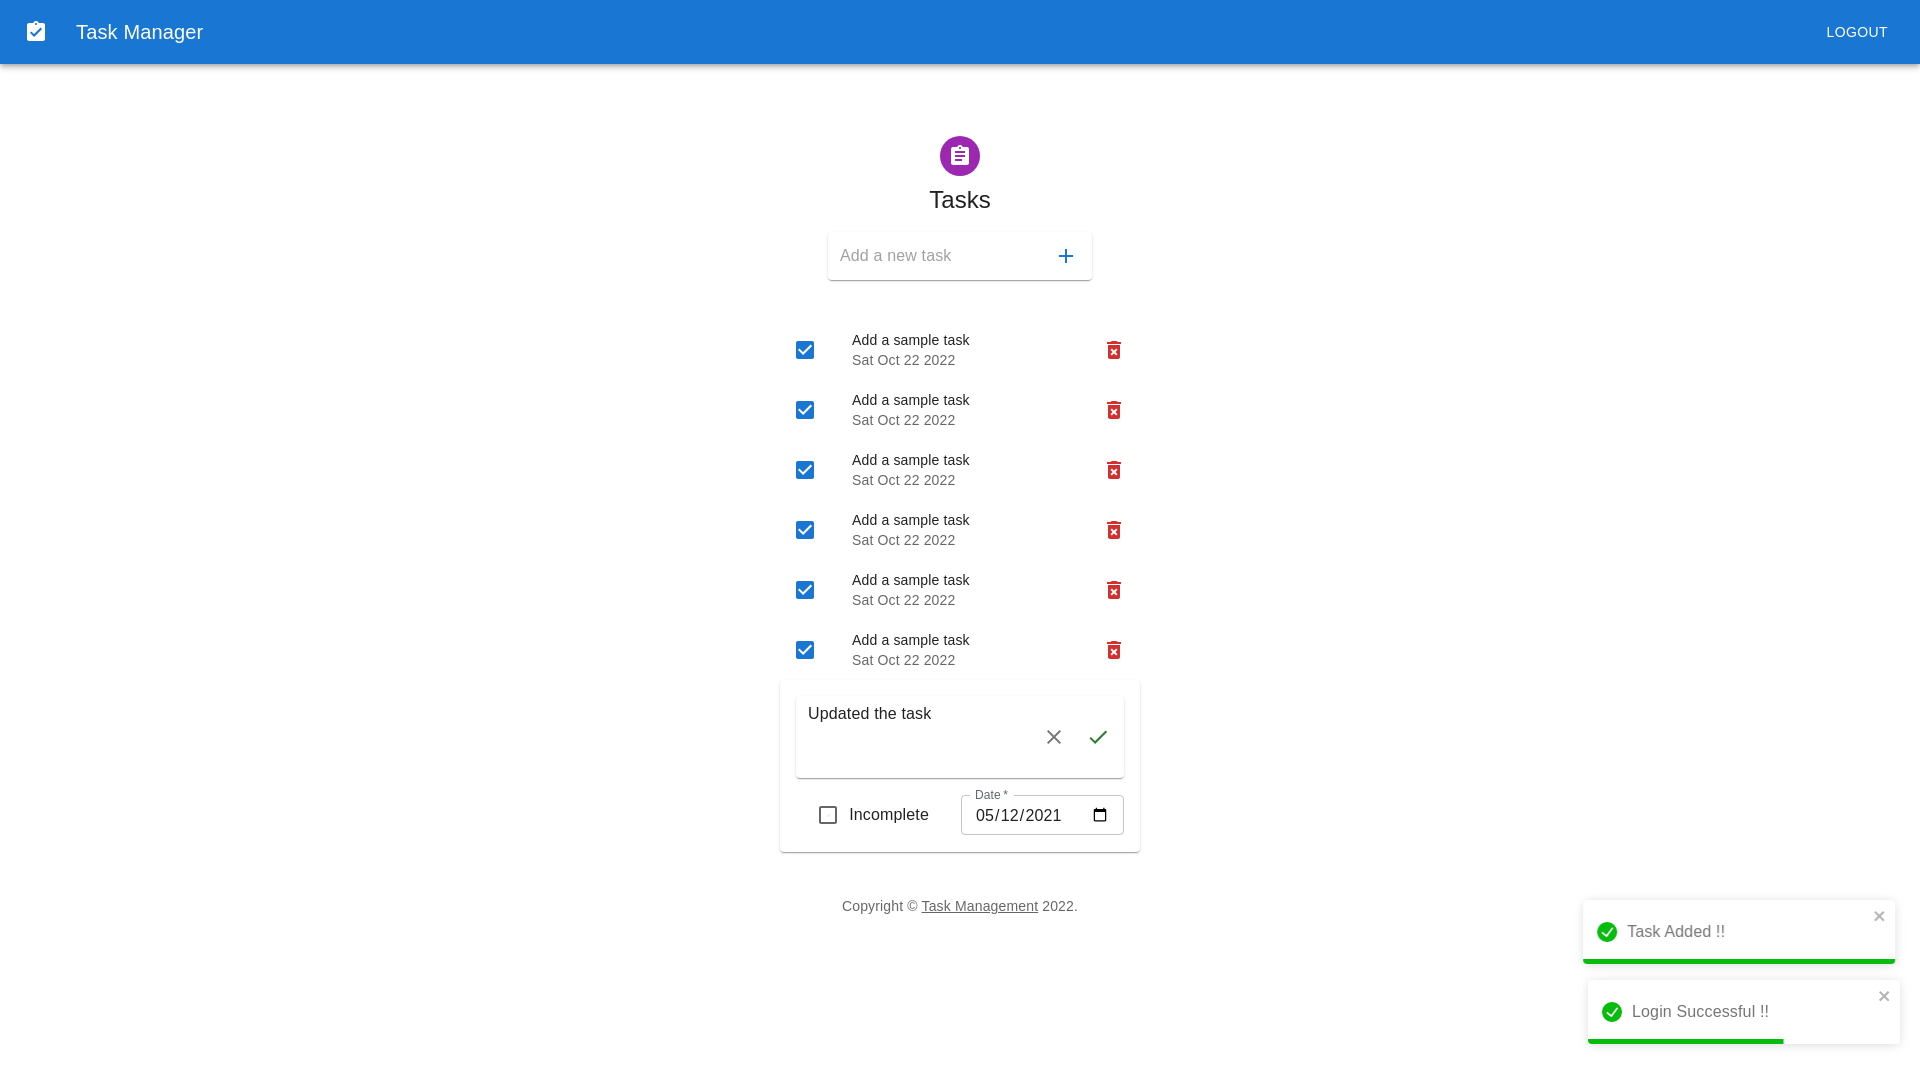 Task Manager
LOGOUT
Tasks
Add a new task
Add a sample task
Sat Oct 22 2022
Add a sample task
Sat Oct 22 2022
Add a sample task
Sat Oct 22 2022
Add a sample task
Sat Oct 22 2022
Add a sample task
Sat Oct 22 2022
Add a sample task
Sat Oct 22 2022
Updated the task
Incomplete
Date *
05/12/2021
Copyright © Task Management 2022.
Task Added !!
Login Successful !!